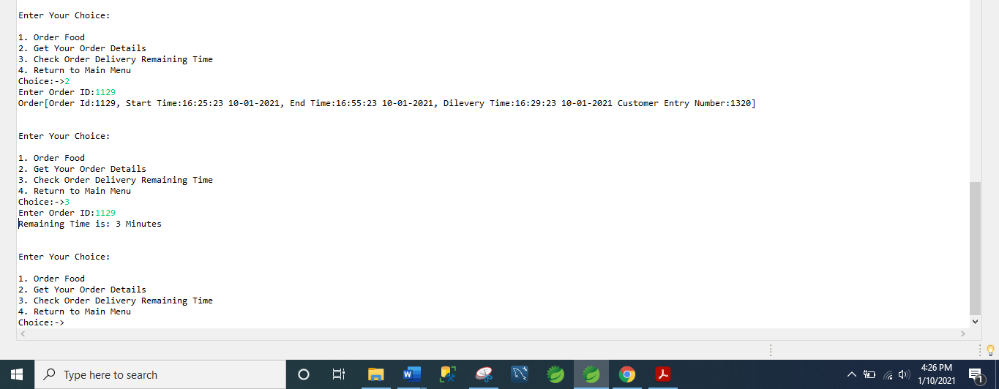 Enter Your Choice:
1. Order Food
2. Get Your Order Details
3. Check Order Delivery Remaining Time
4. Return to Main Menu
Choice:->2
Enter Order ID:1129
Order[Order Id:1129, Start Time:16:25:23 10-01-2021, End Time:16:55:23 10-01-2021, Dilevery Time:16:29:23 10-01-2021 Customer Entry Number:1320]
Enter Your Choice:
1. Order Food
2. Get Your Order Details
3. Check Order Delivery Remaining Time
4. Return to Main Menu
Choice:->3
Enter Order ID:1129
Remaining Time is: 3 Minutes
Enter Your Choice:
1. Order Food
2. Get Your Order Details
3. Check Order Delivery Remaining Time
4. Return to Main Menu
Choice:->
Type here to search
W
4:26 PM
1/10/2021
1